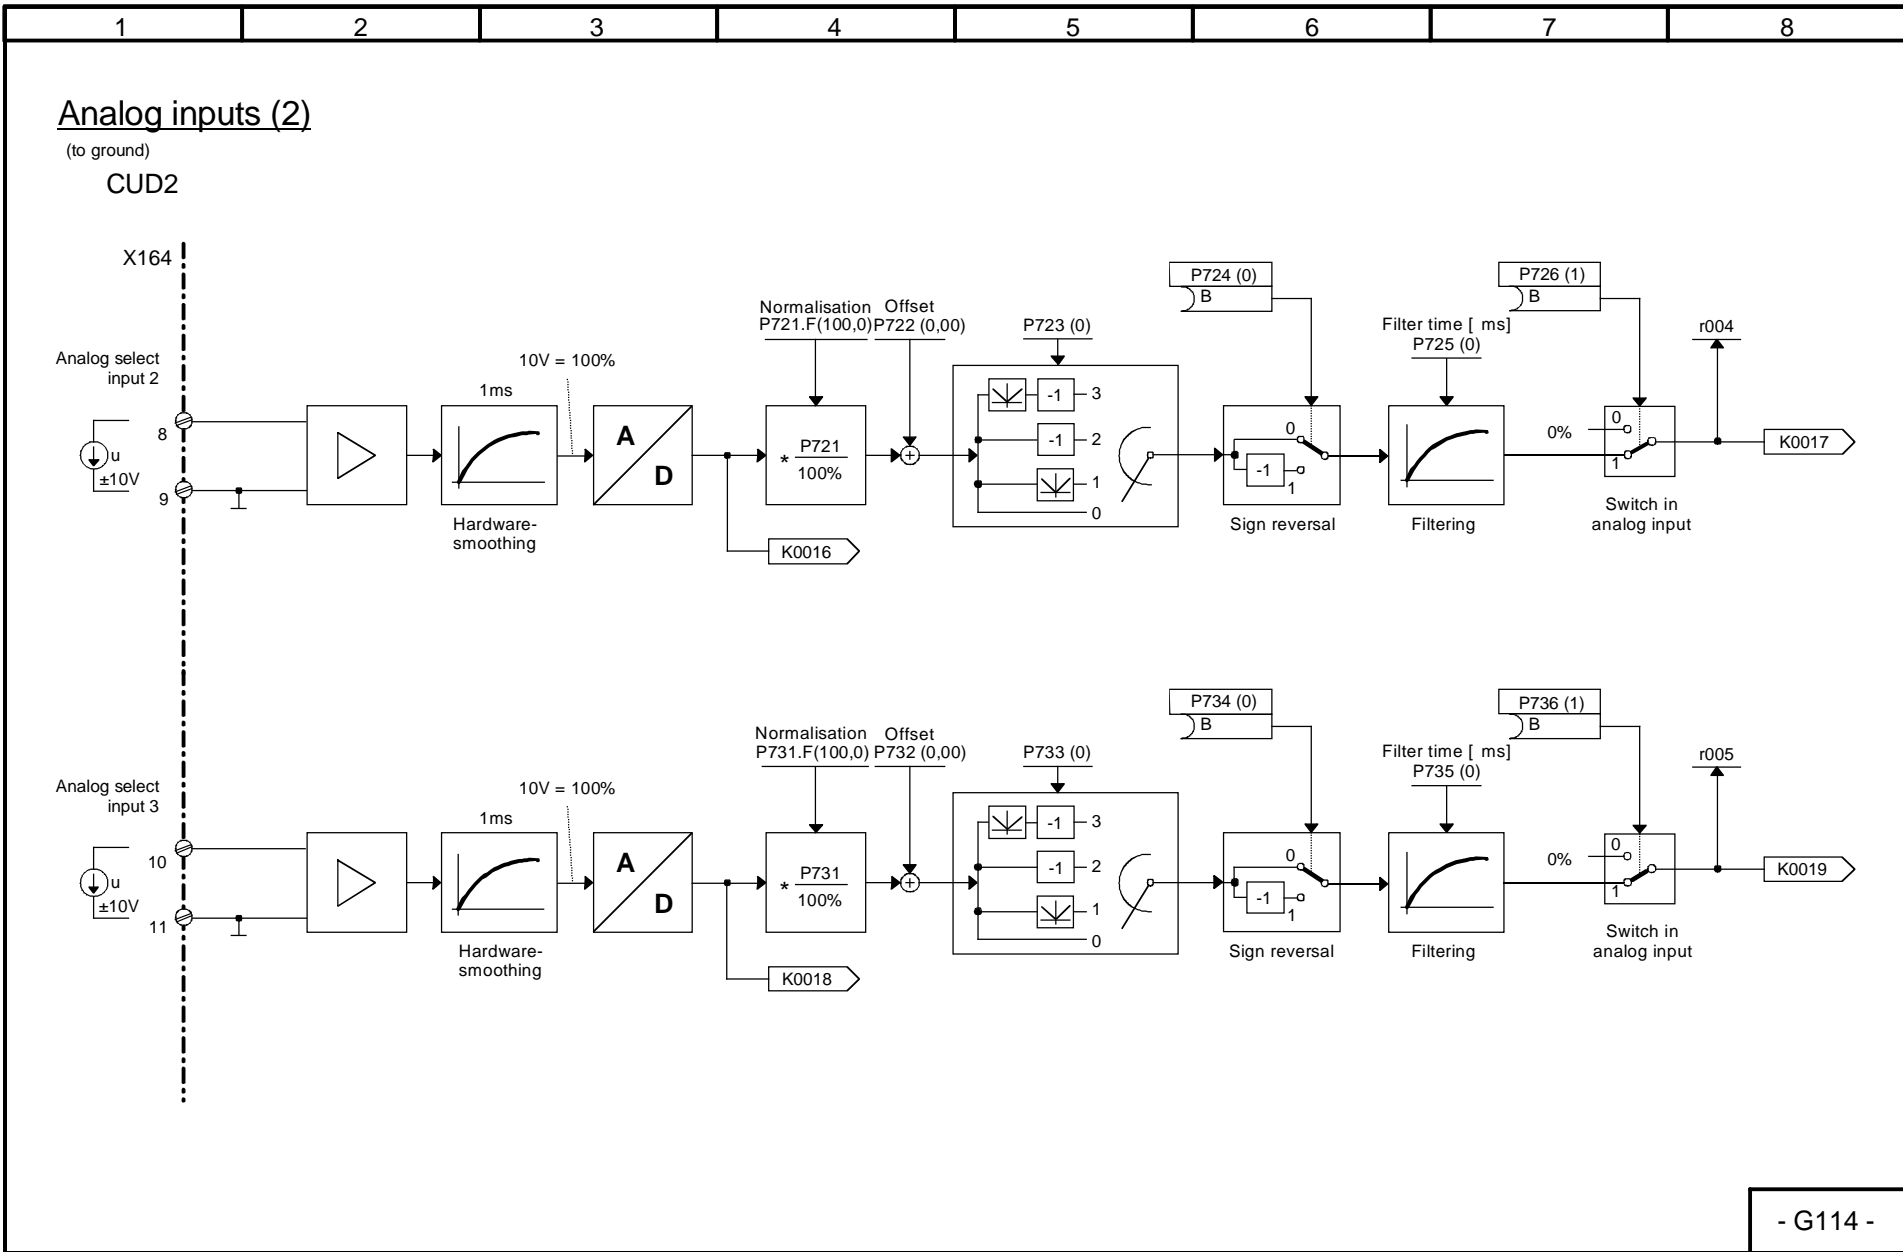 1 2 3 4 5 6 7 8
Analog inputs (2)
(to ground)
CUD2
X164
P724 (0)
B
P726 (1)
B
Normalisation
P721.F(100,0)
Offset
P722 (0,00)
P723 (0)
Filter time [ ms]
P725 (0)
r004
Analog select
input 2
10V = 100%
1ms
8
u
±10V
9
A
D
* P721
100%
-1
3
-1
2
1
0
0
-1
1
0%
0
1
K0017
Hardware-
smoothing
K0016
Sign reversal
Filtering
Switch in
analog input
P734 (0)
B
P736 (1)
B
Normalisation
P731.F(100,0)
Offset
P732 (0,00)
P733 (0)
Filter time [ ms]
P735 (0)
r005
Analog select
input 3
10V = 100%
1ms
10
u
±10V
11
A
D
* P731
100%
-1
3
-1
2
1
0
0
-1
1
0%
0
1
K0019
Hardware-
smoothing
K0018
Sign reversal
Filtering
Switch in
analog input
- G114 -